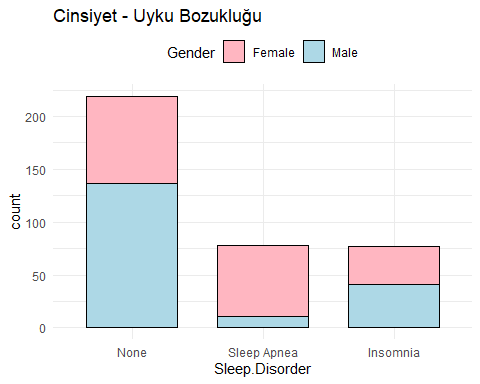 Cinsiyet - Uyku Bozukluğu
Gender Female Male
200
150
100
50
0
count
None Sleep Apnea Insomnia
Sleep.Disorder